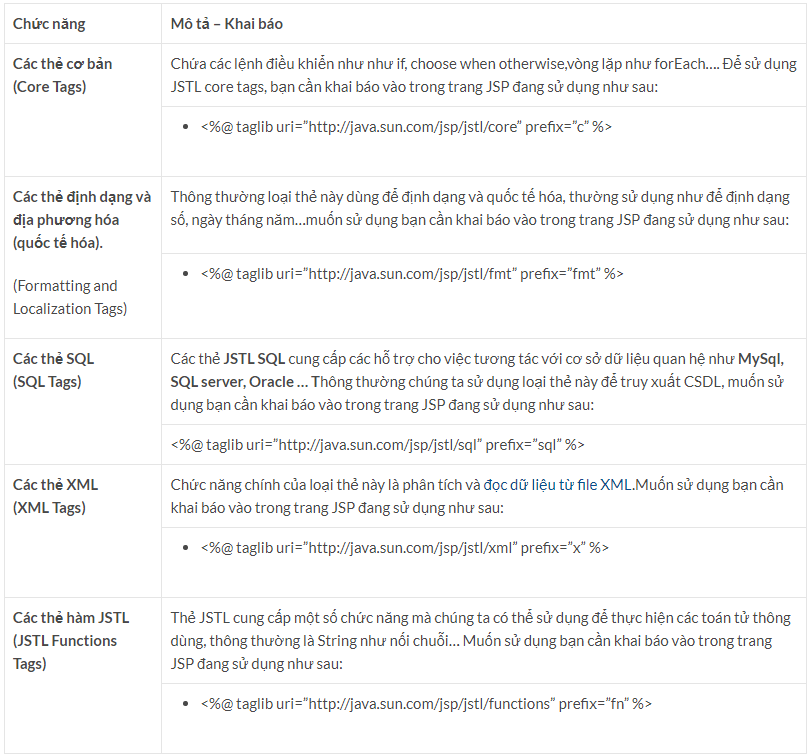 Chức năng
Mô tả – Khai báo
Các thẻ cơ bản
(Core Tags)
Chứa các lệnh điều khiển như như if, choose when otherwise,vòng lặp như forEach…. Để sử dụng
JSTL core tags, bạn cần khai báo vào trong trang JSP đang sử dụng như sau:
• <%@ taglib uri=”http://java.sun.com/jsp/jstl/core” prefix=”c” %>
Các thẻ định dạng và
địa phương hóa
(quốc tế hóa).
(Formatting and
Localization Tags)
Thông thường loại thẻ này dùng để định dạng và quốc tế hóa, thường sử dụng như để định dạng
số, ngày tháng năm…muốn sử dụng bạn cần khai báo vào trong trang JSP đang sử dụng như sau:
• <%@ taglib uri=”http://java.sun.com/jsp/jstl/fmt” prefix=”fmt” %>
Các thẻ SQL
(SQL Tags)
Các thẻ JSTL SQL cung cấp các hỗ trợ cho việc tương tác với cơ sở dữ liệu quan hệ như MySql,
SQL server, Oracle … Thông thường chúng ta sử dụng loại thẻ này để truy xuất CSDL, muốn sử
dụng bạn cần khai báo vào trong trang JSP đang sử dụng như sau:
<%@ taglib uri=”http://java.sun.com/jsp/jstl/sql” prefix=”sql” %>
Các thẻ XML
(XML Tags)
Chức năng chính của loại thẻ này là phân tích và đọc dữ liệu từ file XML.Muốn sử dụng bạn cần
khai báo vào trong trang JSP đang sử dụng như sau:
• <%@ taglib uri=”http://java.sun.com/jsp/jstl/xml” prefix=”x” %>
Các thẻ hàm JSTL
(JSTL Functions
Tags)
Thẻ JSTL cung cấp một số chức năng mà chúng ta có thể sử dụng để thực hiện các toán tử thông
dùng, thông thường là String như nối chuỗi… Muốn sử dụng bạn cần khai báo vào trong trang
JSP đang sử dụng như sau:
• <%@ taglib uri=”http://java.sun.com/jsp/jstl/functions” prefix=”fn” %>